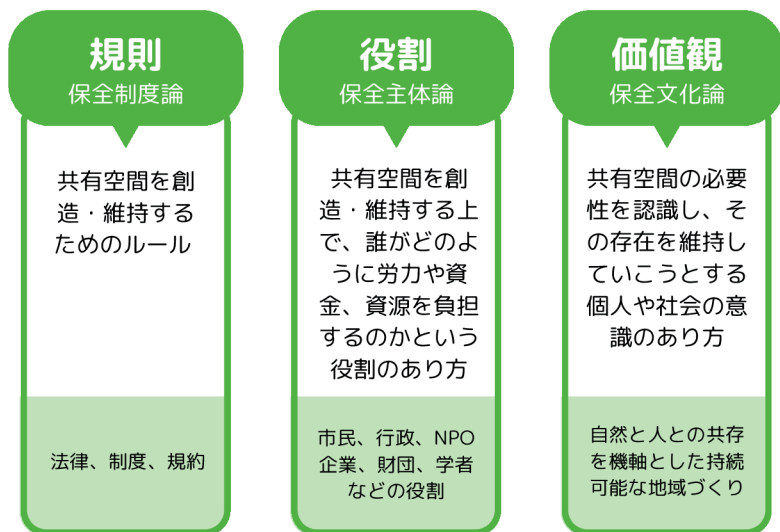 規則
保全制度論
共有空間を創
造・維持する
ためのルール
法律、制度、規約
役割
保全主体論
共有空間を創
造・維持する上
で、誰がどのよ
うに労力や資
金、資源を負担
するのかという
役割のあり方
市民、行政、NPO
企業、財団、学者
などの役割
価値観
保全文化論
共有空間の必要
性を認識し、そ
の存在を維持し
ていこうとする
個人や社会の意
識のあり方
自然と人との共存
を機軸とした持続
可能な地域づくり